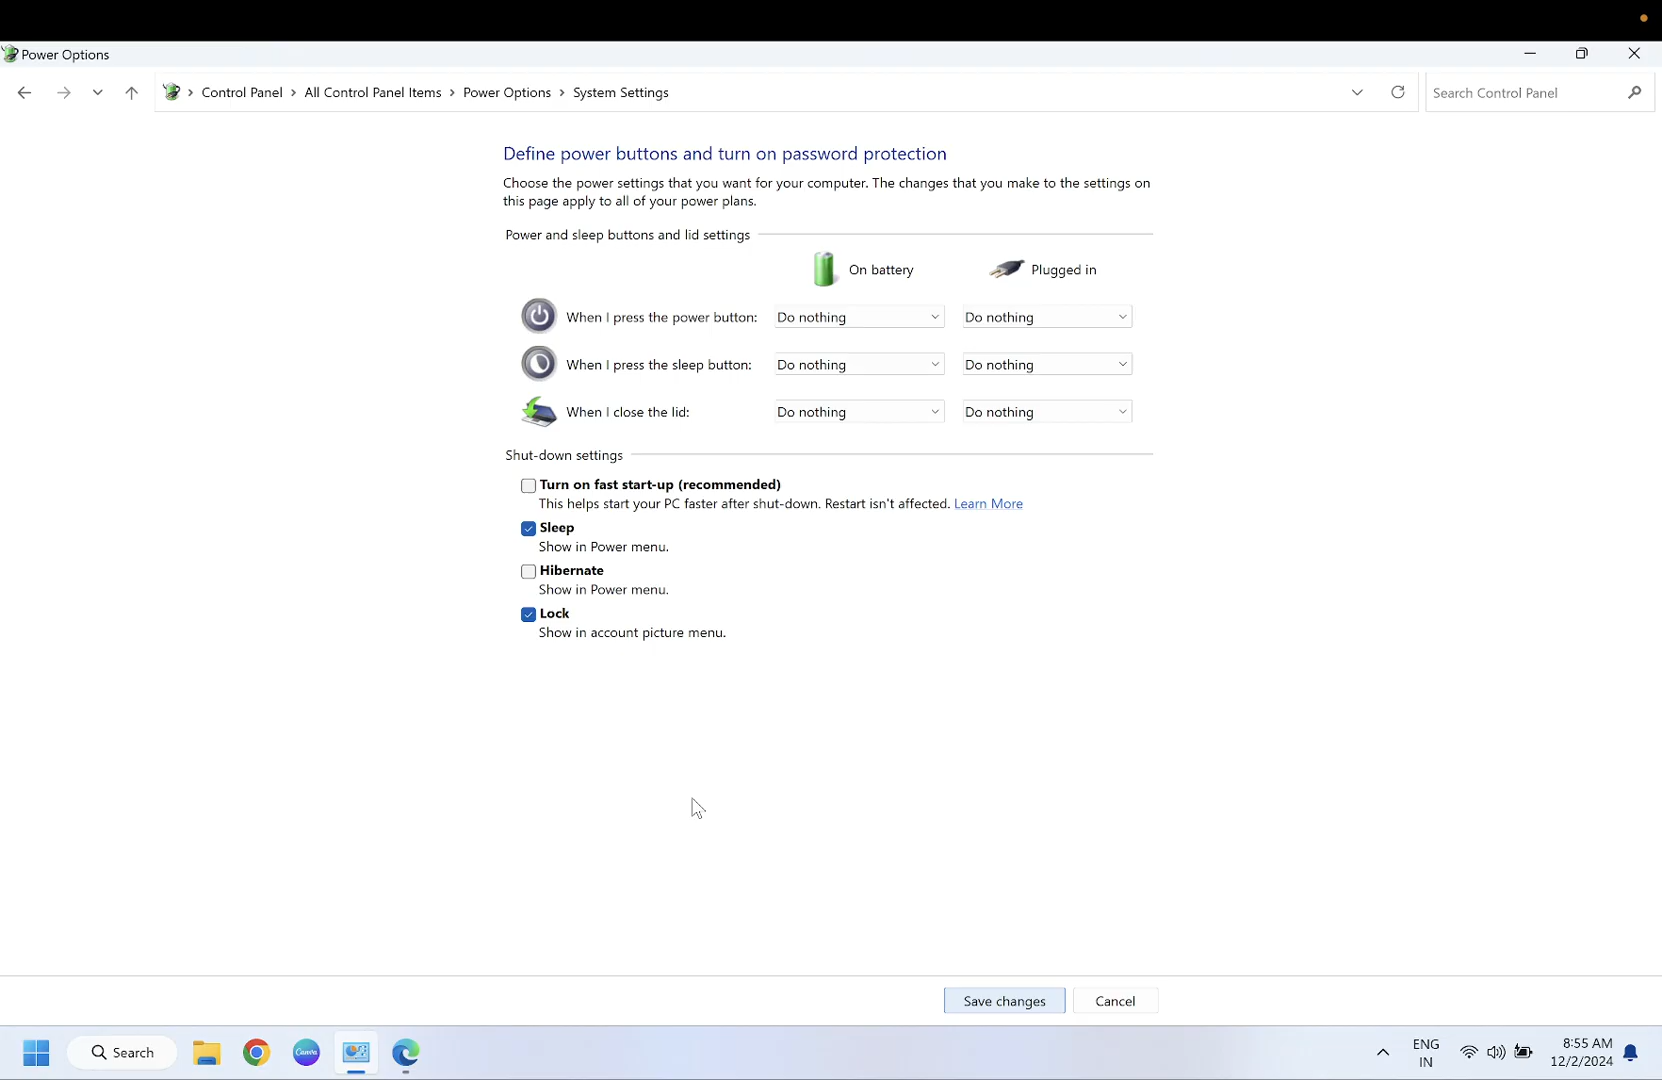 Power Options
Control Panel > All Control Panel Items > Power Options > System Settings
Search Control Panel
Define power buttons and turn on password protection
Choose the power settings that you want for your computer. The changes that you make to the settings on
this page apply to all of your power plans.
Power and sleep buttons and lid settings
On battery Plugged in
When I press the power button: Do nothing Do nothing
When I press the sleep button: Do nothing Do nothing
When I close the lid: Do nothing Do nothing
Shut-down settings
Turn on fast start-up (recommended)
This helps start your PC faster after shut-down. Restart isn't affected. Learn More
Sleep
Show in Power menu.
Hibernate
Show in Power menu.
Lock
Show in account picture menu.
Save changes Cancel
Search Canva ENG 8:55 AM
IN 12/2/2024